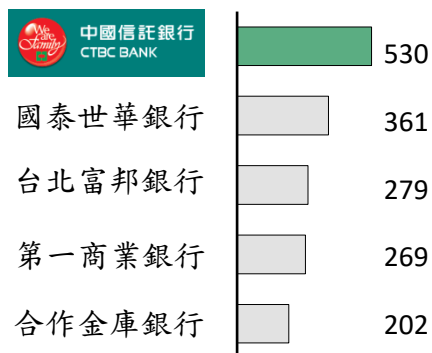 We are Family
中國信託銀行
CTBC BANK
530
國泰世華銀行
361
台北富邦銀行
279
第一商業銀行
269
合作金庫銀行
202